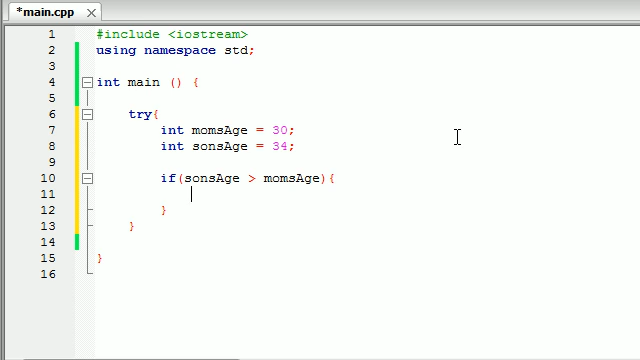 *main.cpp
1 #include <iostream>
2 using namespace std;
3
4 int main () {
5
6 try{
7 int momsAge = 30;
8 int sonsAge = 34;
9
10 if(sonsAge > momsAge){
11
12 }
13 }
14
15 }
16